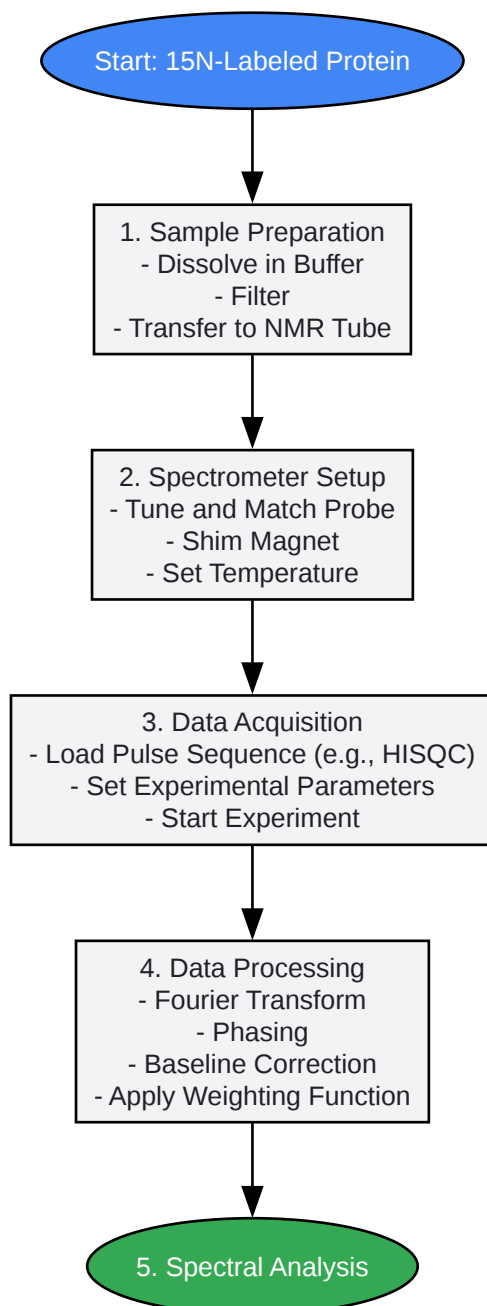 Start: 15N-Labeled Protein
1. Sample Preparation
- Dissolve in Buffer
- Filter
- Transfer to NMR Tube
2. Spectrometer Setup
- Tune and Match Probe
- Shim Magnet
- Set Temperature
3. Data Acquisition
- Load Pulse Sequence (e.g., HISQC)
- Set Experimental Parameters
- Start Experiment
4. Data Processing
- Fourier Transform
- Phasing
- Baseline Correction
- Apply Weighting Function
5. Spectral Analysis